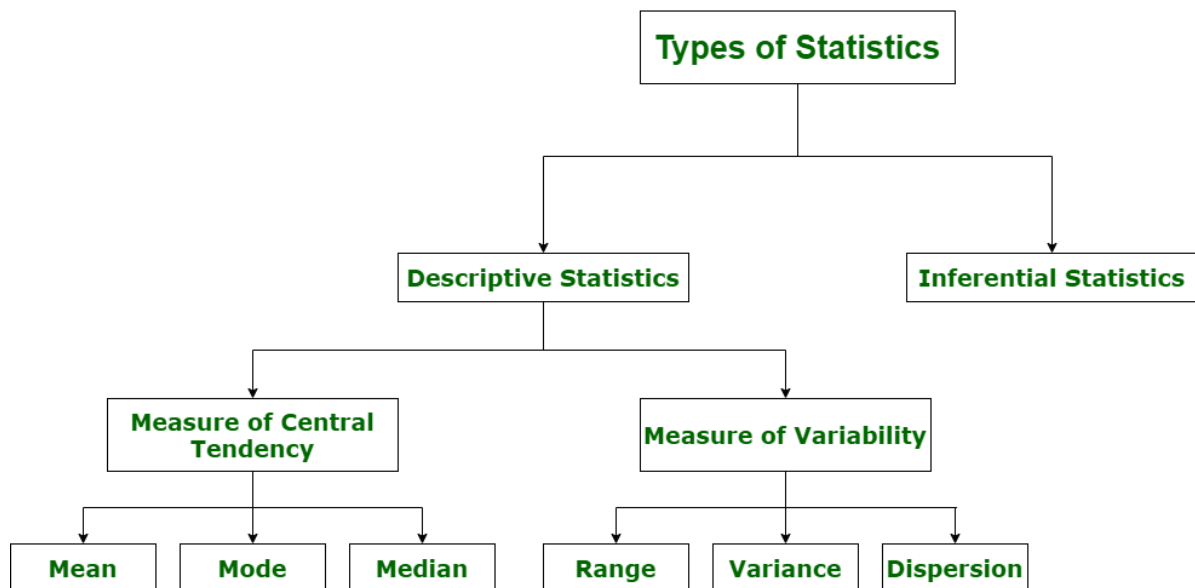 Types of Statistics
Descriptive Statistics
Inferential Statistics
Measure of Central
Tendency
Measure of Variability
Mean
Mode
Median
Range
Variance
Dispersion